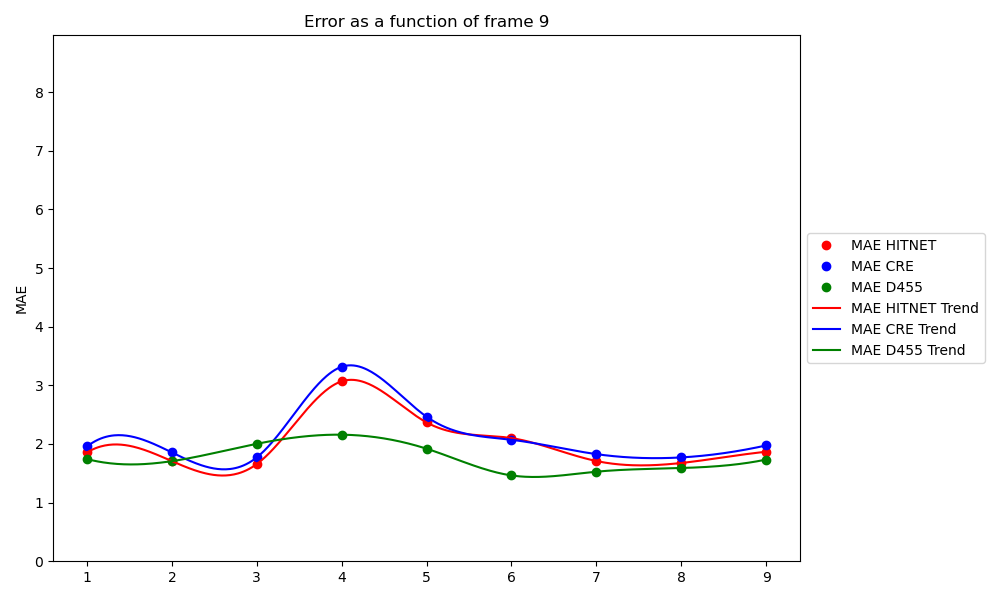 Error as a function of frame 9
MAE
8
7
6
5
4
3
2
1
0
1 2 3 4 5 6 7 8 9
MAE HITNET
MAE CRE
MAE D455
MAE HITNET Trend
MAE CRE Trend
MAE D455 Trend